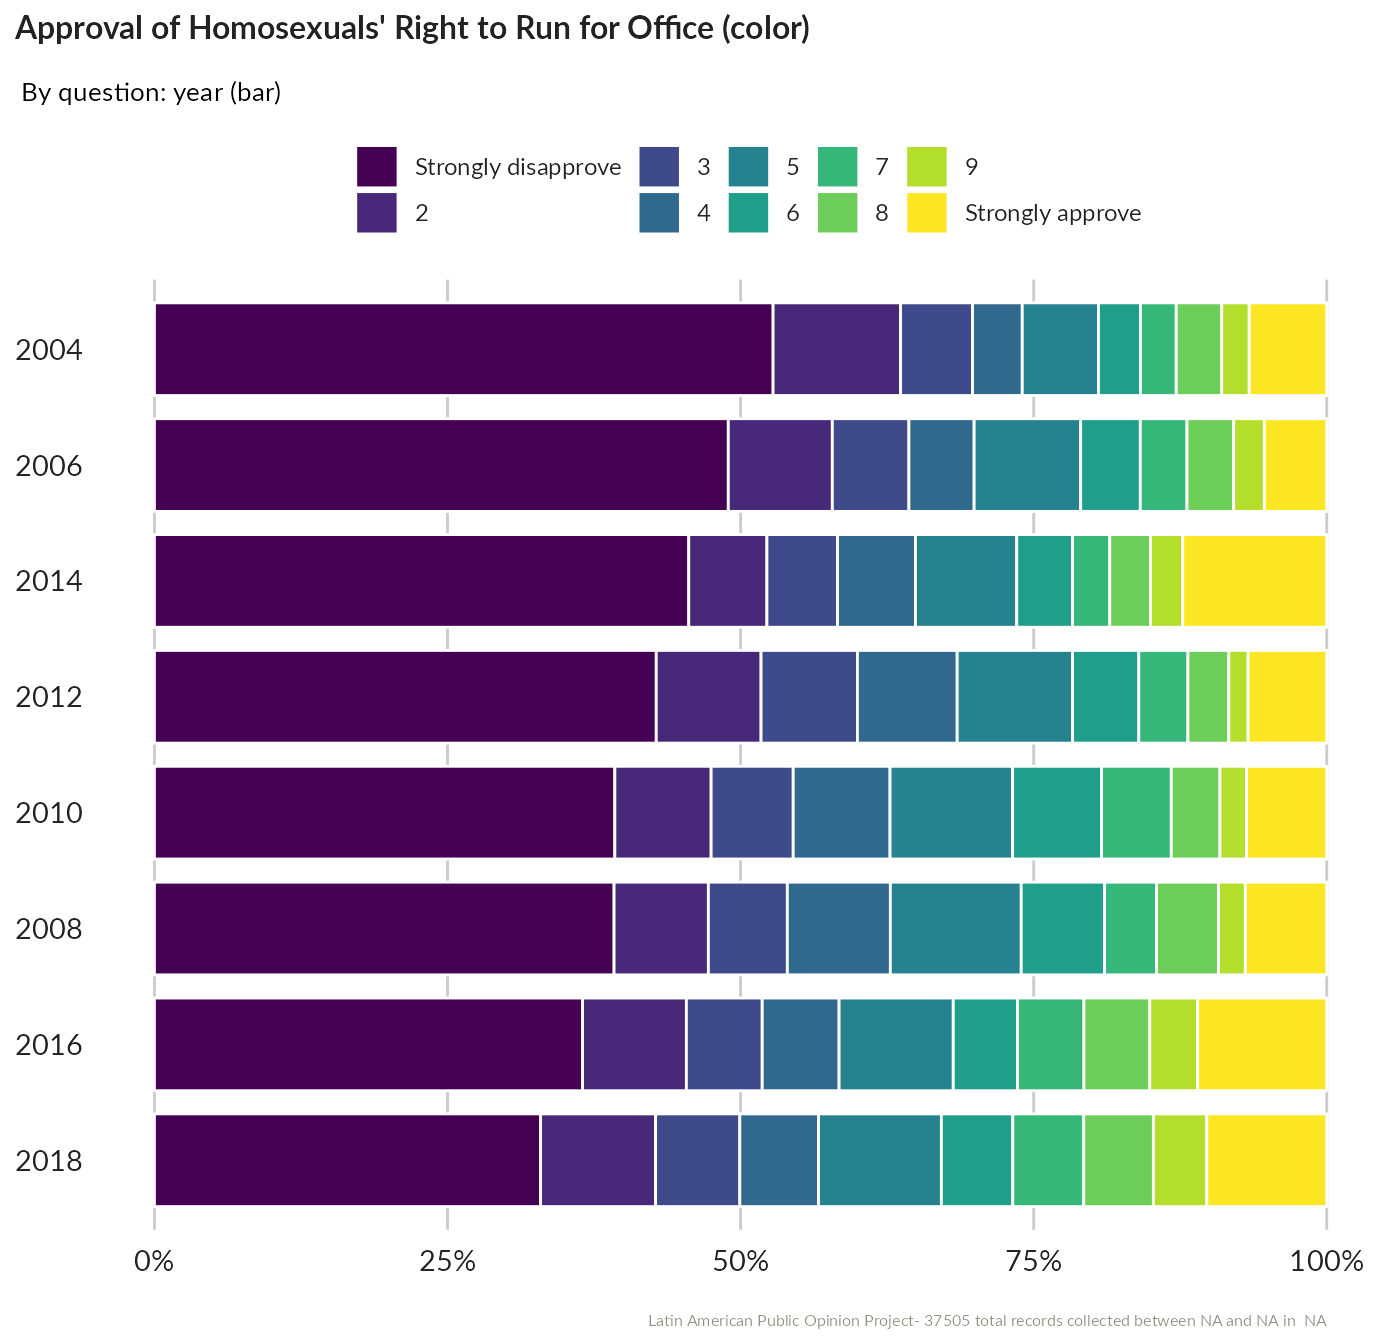 Approval of Homosexuals' Right to Run for Office (color)
By question: year (bar)
Strongly disapprove 3 5 7 9
2 4 6 8 Strongly approve
2004
2006
2014
2012
2010
2008
2016
2018
0% 25% 50% 75% 100%
Latin American Public Opinion Project- 37505 total records collected between NA and NA in  NA